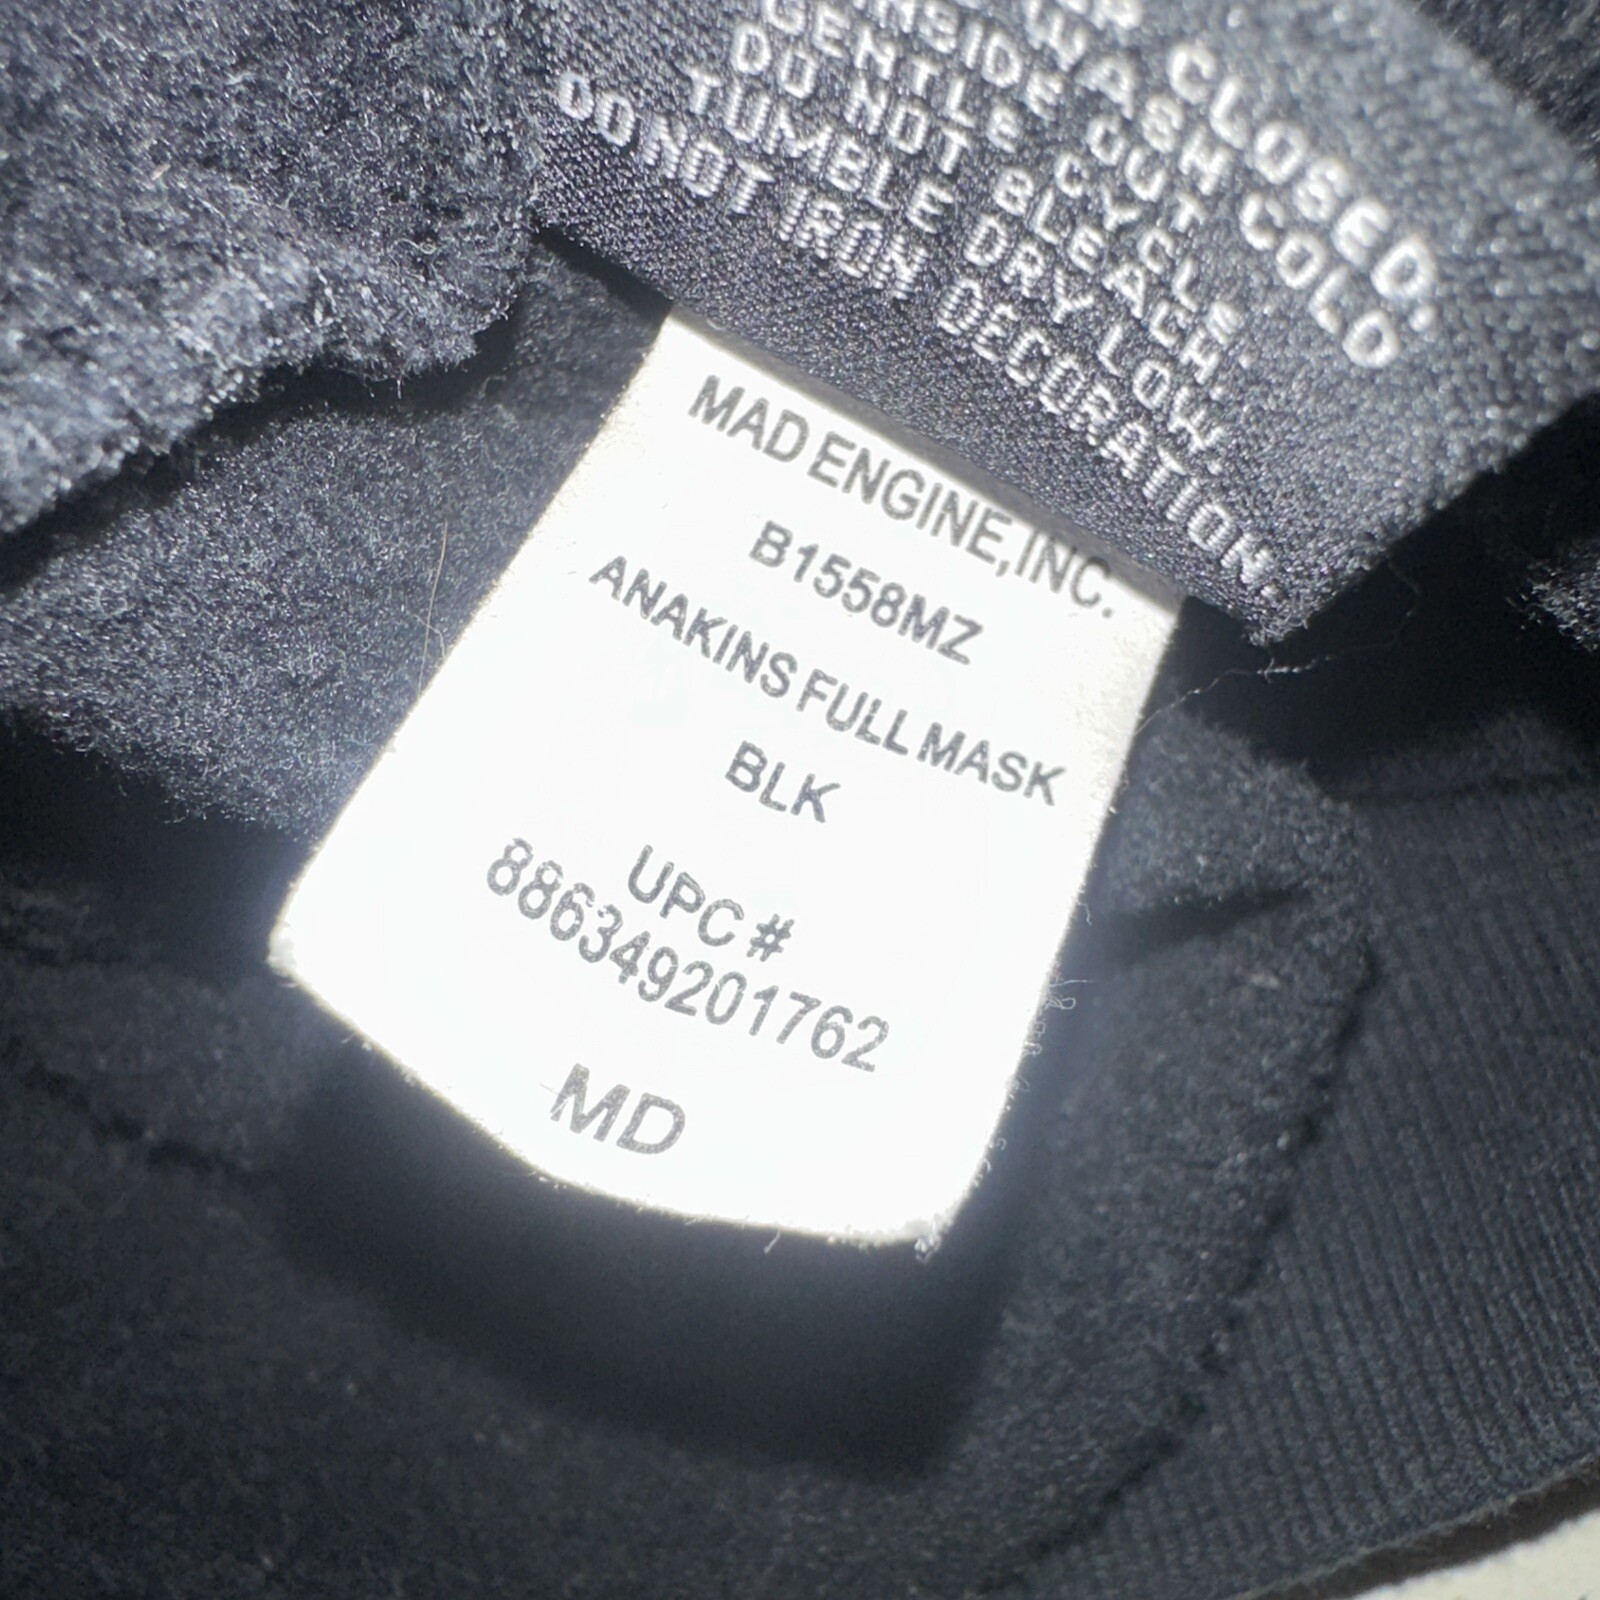 CLOSED.
WASH COLD
INSIDE OUT
GENTLE CYCLE.
DO NOT BLEACH.
TUMBLE DRY LOW.
DO NOT IRON DECORATION.
MAD ENGINE, INC.
B1558MZ
ANAKINS FULL MASK
BLK
UPC #
886349201762
MD